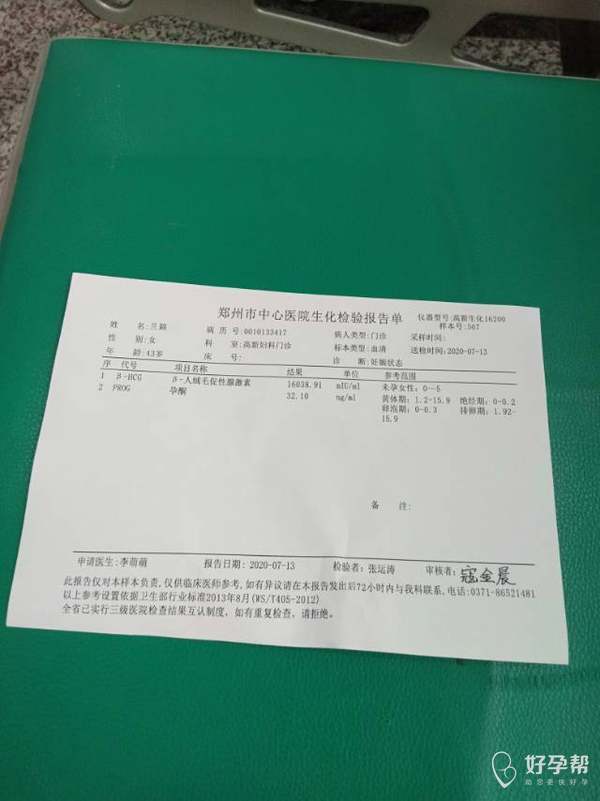 郑州市中心医院生化检验报告单
仪器型号:高新生化16200
样本号:507
姓 名:兰娟 病 历 号:0010133417 病人类型:门诊 采样时间:
性 别:女 科 室:高新妇科门诊 标本类型:血清 送检时间:2020-07-13
年 龄:43岁 床 号: 诊 断:妊娠状态
序 代号 项目名称 结果 单位 参考范围
1 β-HCG β-人绒毛促性腺激素 16038.91 mIU/ml 未孕女性: 0--5
2 PROG 孕酮 32.10 ng/ml 黄体期: 1.2-15.9 绝经期: 0-0.2
卵泡期: 0-0.3 排卵期: 1.92-
15.9
备 注:
申请医生:李萌萌 报告日期:2020-07-13 检验者:张运涛 审核者:寇金晨
此报告仅对本样本负责,仅供临床医师参考,如有异议请在本报告发出后72小时内与我科联系,电话:0371-86521481
以上参考设置依据卫生部行业标准2013年8月(WS/T405-2012)
全省已实行三级医院检查结果互认制度, 如有重复检查, 请拒绝。
好孕帮
助您更快好孕